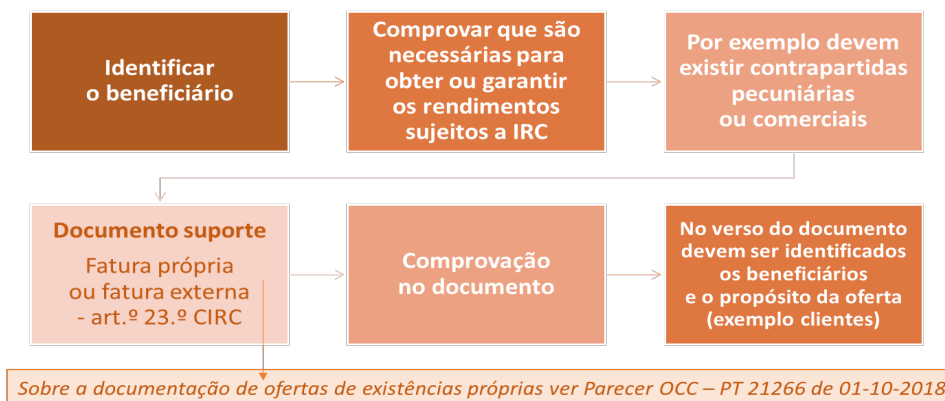 Identificar
o beneficiário
Comprovar que são
necessárias para
obter ou garantir
os rendimentos
sujeitos a IRC
Por exemplo devem
existir contrapartidas
pecuniárias
ou comerciais
Documento suporte
Fatura própria
ou fatura externa
- art.º 23.º CIRC
Comprovação
no documento
No verso do documento
devem ser identificados
os beneficiários
e o propósito da oferta
(exemplo clientes)
Sobre a documentação de ofertas de existências próprias ver Parecer OCC – PT 21266 de 01-10-2018